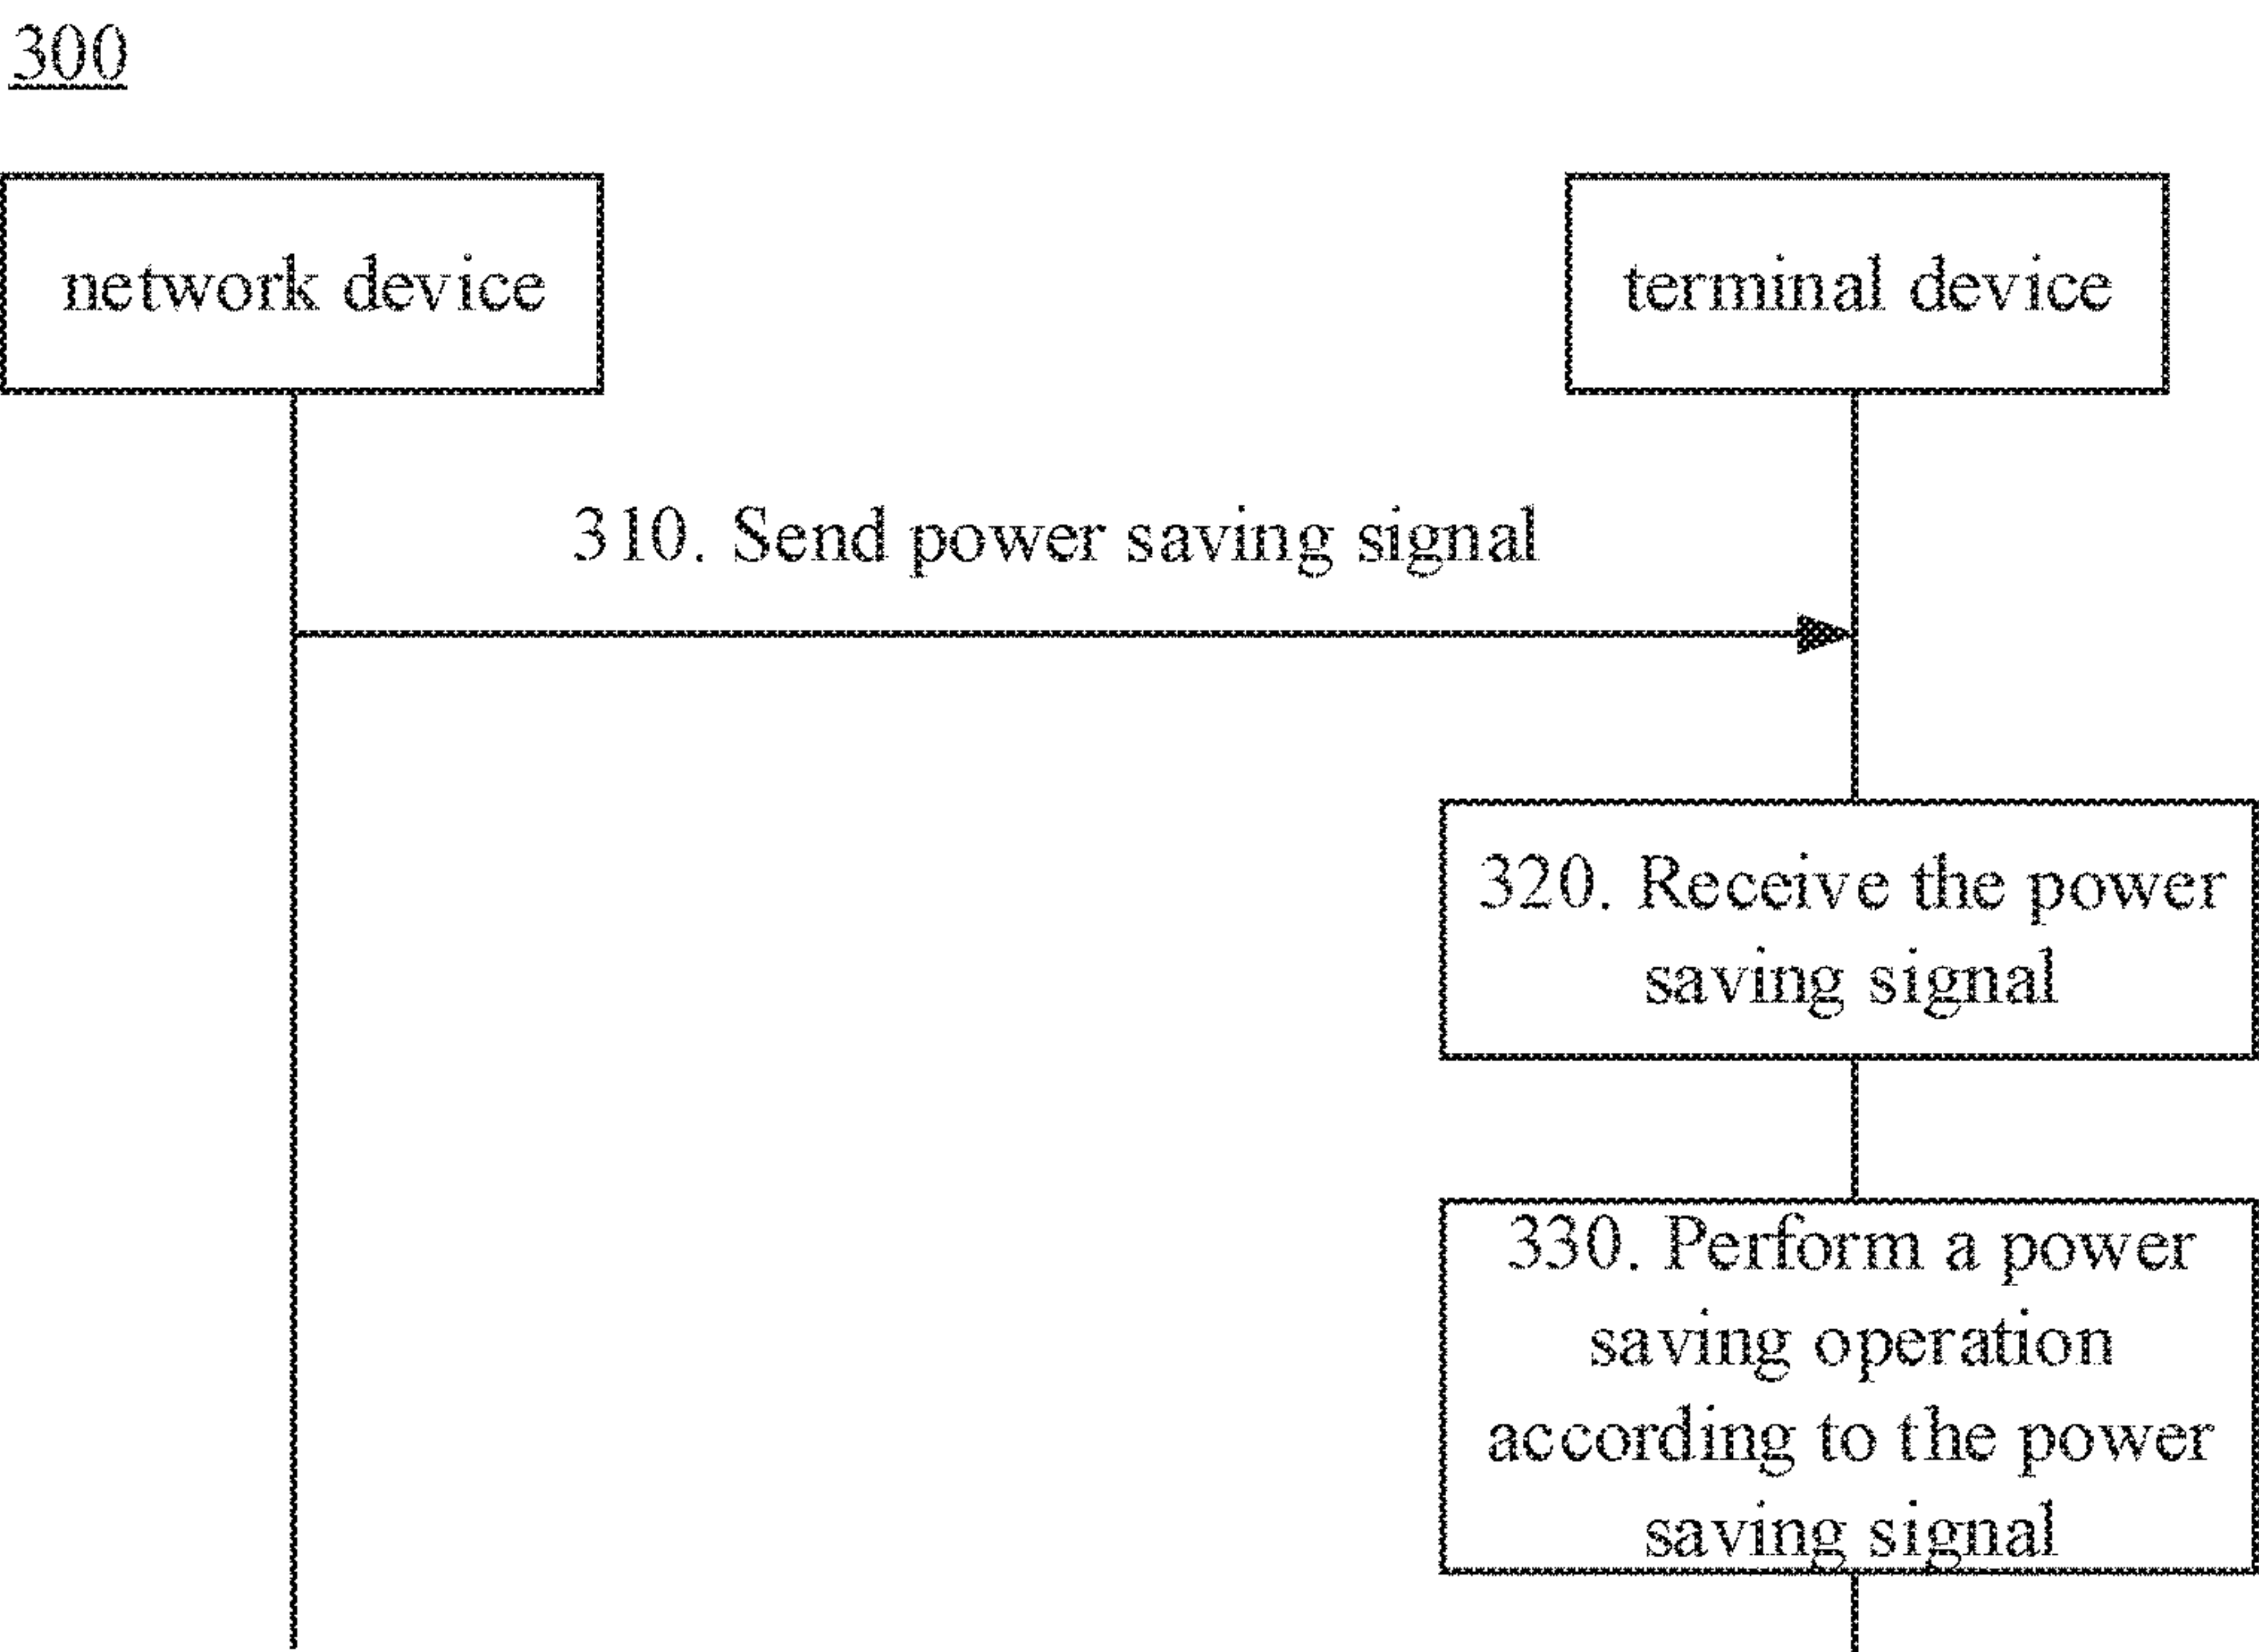 300
network device
terminal device
310. Send power saving signal
320. Receive the power
saving signal
330. Perform a power
saving operation
according to the power
saving signal